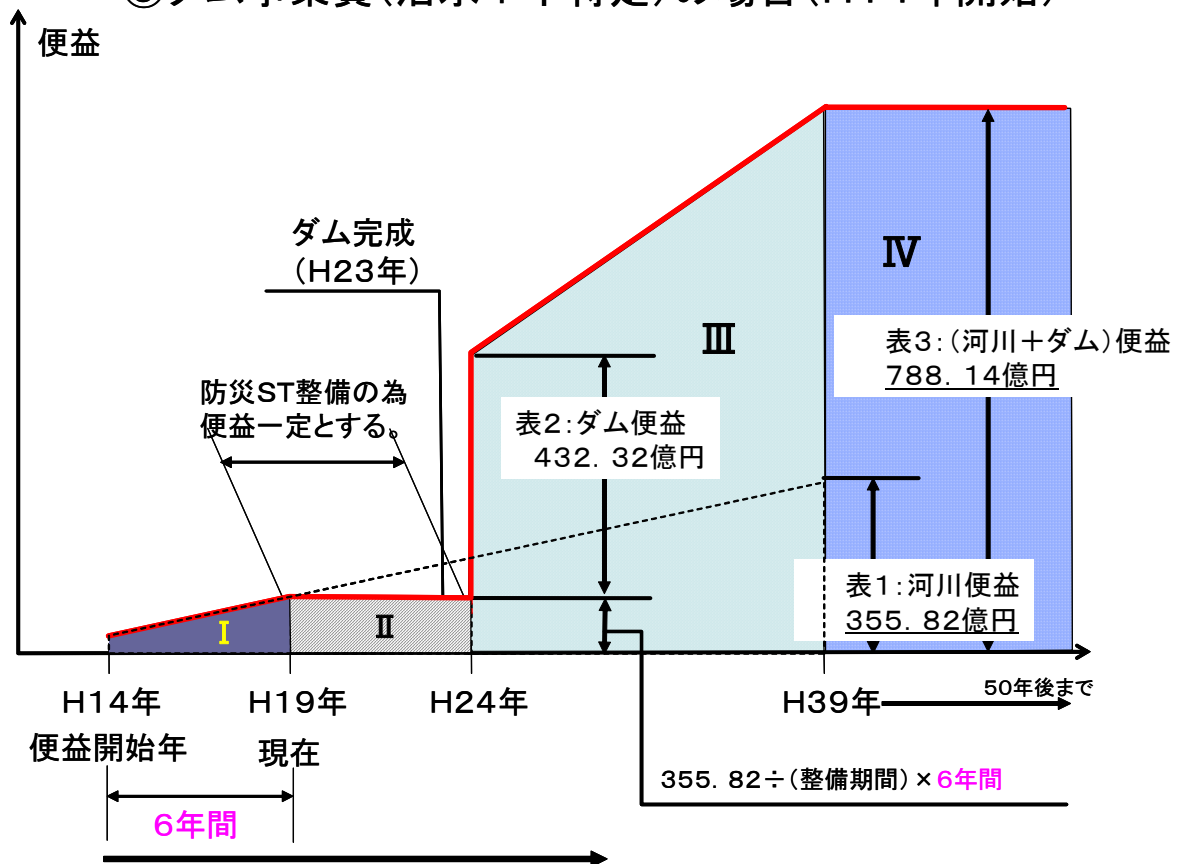 便益
ダム完成
（H23年）
Ⅳ
Ⅲ
表3：（河川＋ダム）便益
788．14億円
防災ST整備の為
便益一定とする。
表2：ダム便益
432．32億円
表1：河川便益
355．82億円
Ⅰ
Ⅱ
H14年
H19年
H24年
H39年
50年後まで
便益開始年
現在
355．82÷（整備期間）×6年間
6年間